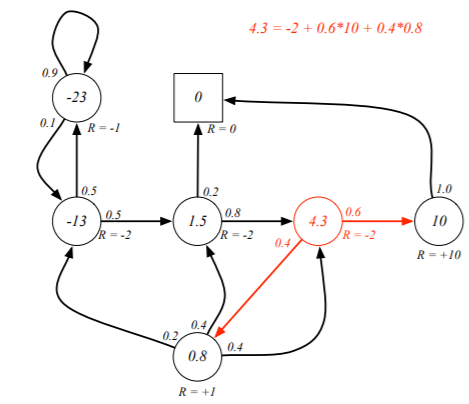 4.3 = -2 + 0.6*10 + 0.4*0.8
0.9
-23
0
0.1
R = -1
R = 0
0.5
0.2
1.0
-13
0.5
R = -2
1.5
0.8
R = -2
4.3
0.6
R = -2
10
0.4
R = +10
0.2
0.4
0.8
0.4
R = +1